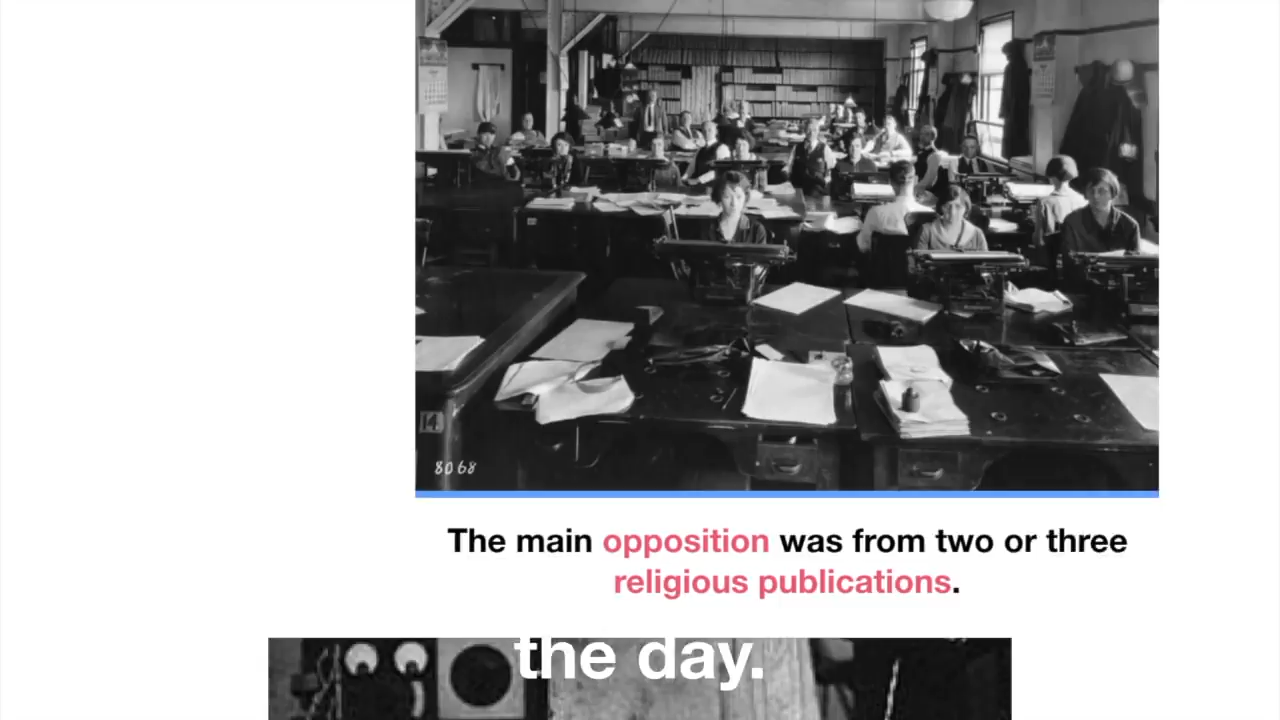 14
8068
The main opposition was from two or three
religious publications.
the day.